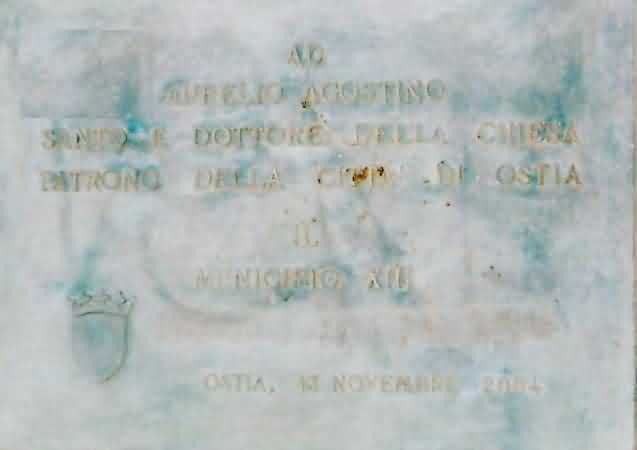 AD
AURELIO AGOSTINO
SANTO E DOTTORE DELLA CHIESA
PATRONO DELLA CITTA' DI OSTIA
IL
MUNICIPIO XIII
OSTIA, 13 NOVEMBRE 2004